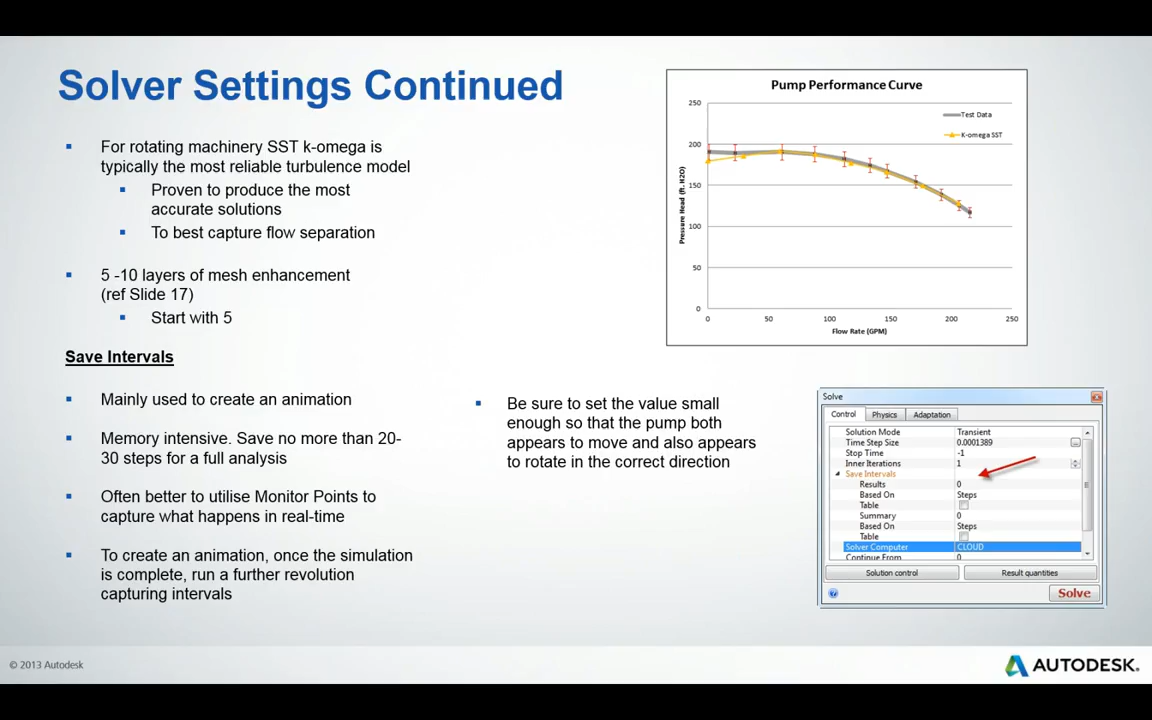 Solver Settings Continued
For rotating machinery SST k-omega is
typically the most reliable turbulence model
Proven to produce the most
accurate solutions
To best capture flow separation
5 -10 layers of mesh enhancement
(ref Slide 17)
Start with 5
Save Intervals
Mainly used to create an animation
Memory intensive. Save no more than 20-
30 steps for a full analysis
Often better to utilise Monitor Points to
capture what happens in real-time
To create an animation, once the simulation
is complete, run a further revolution
capturing intervals
Be sure to set the value small
enough so that the pump both
appears to move and also appears
to rotate in the correct direction
Pump Performance Curve
Test Data
K-omega SST
Pressure Head (ft. H2O)
250
200
150
100
50
0
0 50 100 150 200 250
Flow Rate (GPM)
Solve
Control Physics Adaptation
Solution Mode Transient
Time Step Size 0.0001389
Stop Time -1
Inner Iterations 1
Save Intervals
Results 0
Based On Steps
Table
Summary 0
Based On Steps
Table
Solver Computer CLOUD
Continue From 0
Solution control Result quantities
Solve
© 2013 Autodesk
AUTODESK.